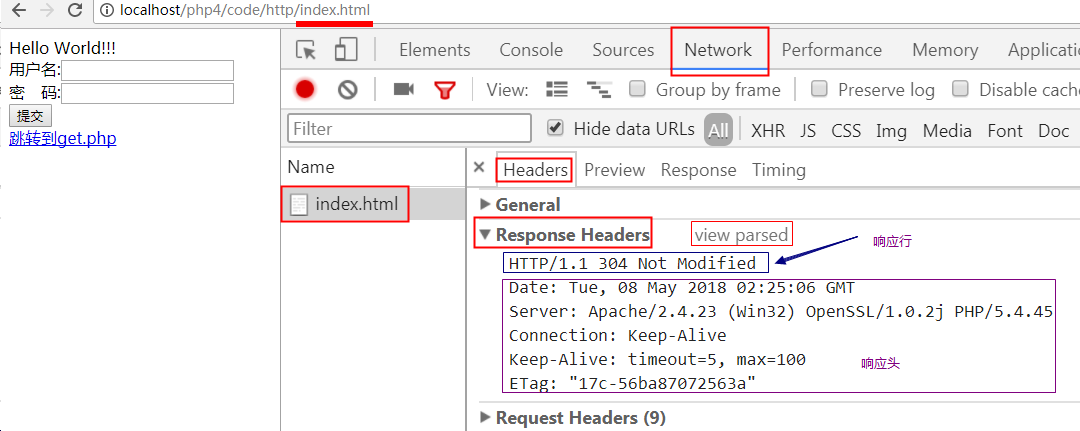 localhost/php4/code/http/index.html
Hello World!!!
用户名:
密 码:
提交
跳转到get.php
Elements Console Sources Network Performance Memory Applicati
View: Group by frame Preserve log Disable cache
Filter Hide data URLs All XHR JS CSS Img Media Font Doc
Name
index.html
× Headers Preview Response Timing
General
Response Headers view parsed
HTTP/1.1 304 Not Modified
响应行
Date: Tue, 08 May 2018 02:25:06 GMT
Server: Apache/2.4.23 (Win32) OpenSSL/1.0.2j PHP/5.4.45
Connection: Keep-Alive
Keep-Alive: timeout=5, max=100
响应头
ETag: "17c-56ba87072563a"
Request Headers (9)